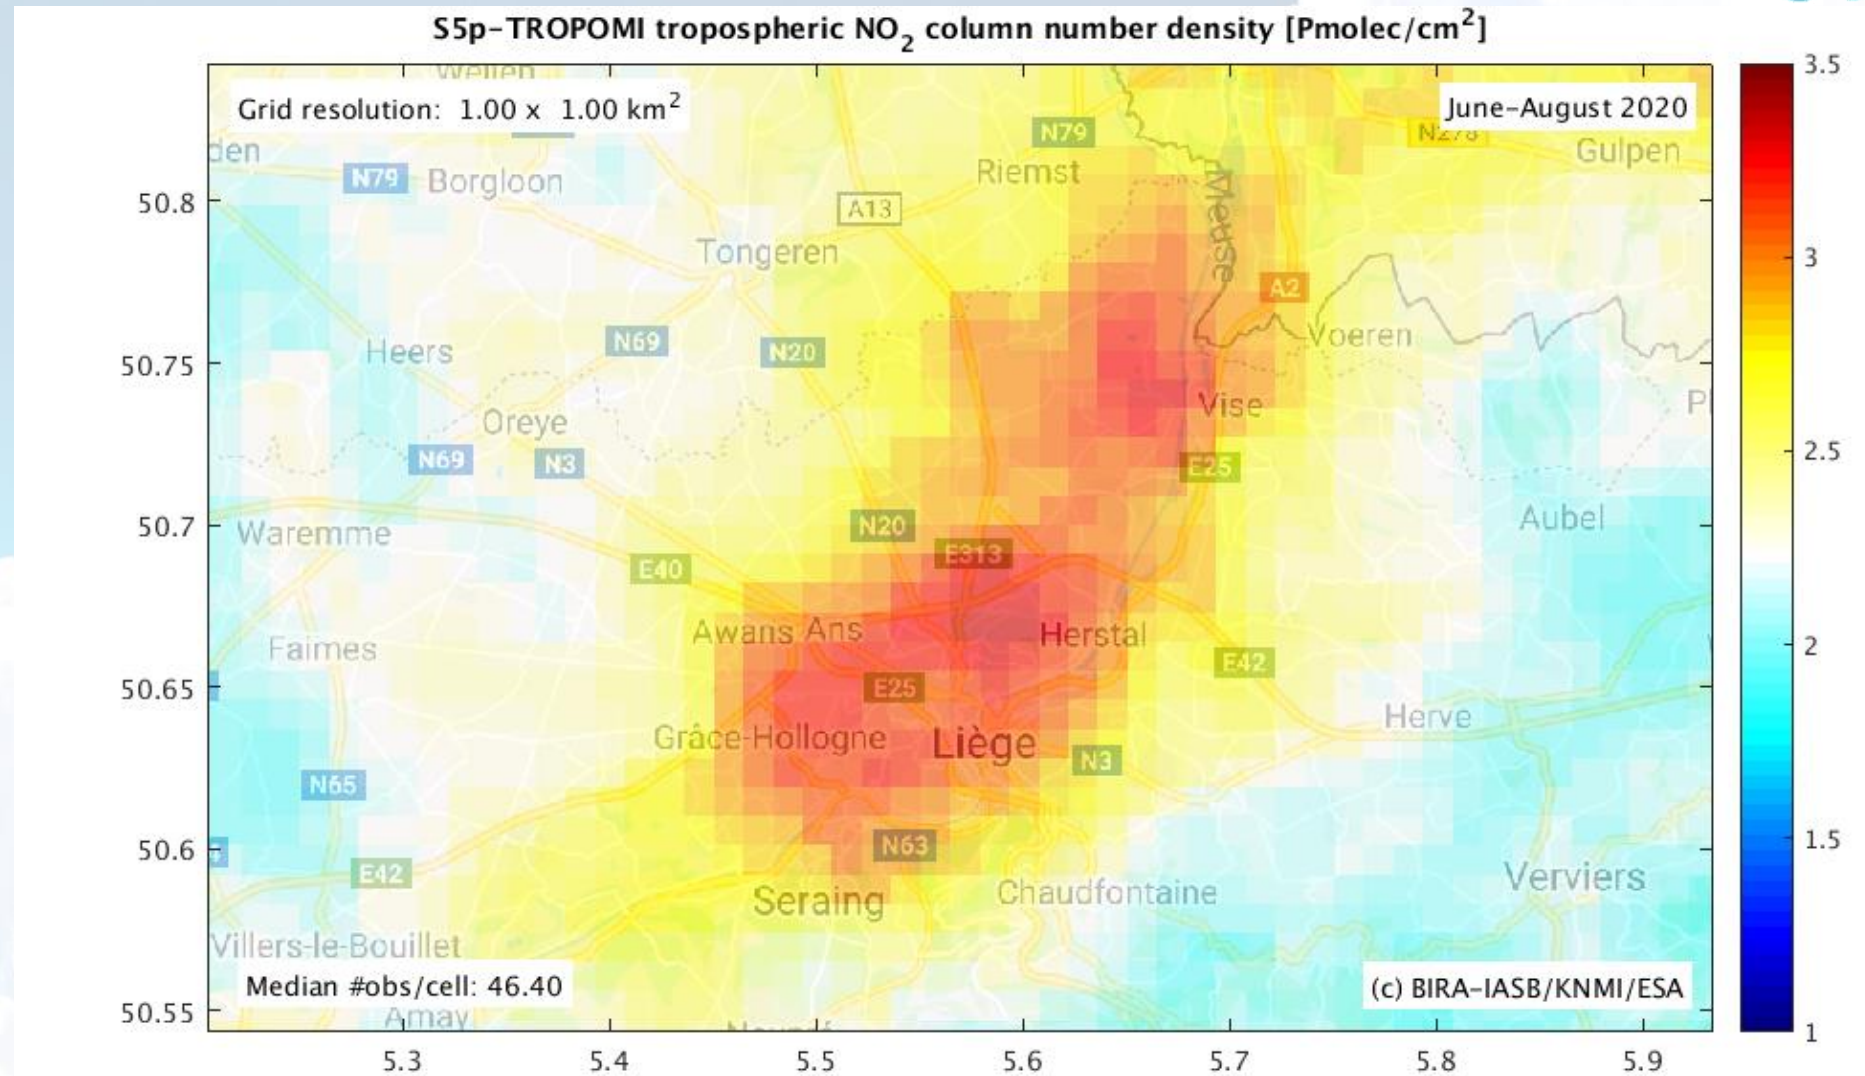 S5p-TROPOMI tropospheric NO2 column number density [Pmolec/cm2]
Grid resolution: 1.00 x 1.00 km2
June-August 2020
3.5
3
2.5
2
1.5
1
50.8
50.75
50.7
50.65
50.6
50.55
Wellen
N79
N278
Gulpen
den
N79
Borgloon
Riemst
A13
Meuse
Tongeren
A2
Voeren
N69
N20
Heers
Oreye
Vise
N69
N3
E25
Aubel
N20
Waremme
E313
E40
Awans
Ans
Herstal
Faimes
E42
E25
Herve
Grâce-Hollogne
Liège
N3
N65
N63
E42
Verviers
Chaudfontaine
Seraing
Villers-le-Bouillet
Median #obs/cell: 46.40
(c) BIRA-IASB/KNMI/ESA
Amay
5.3
5.4
5.5
5.6
5.7
5.8
5.9